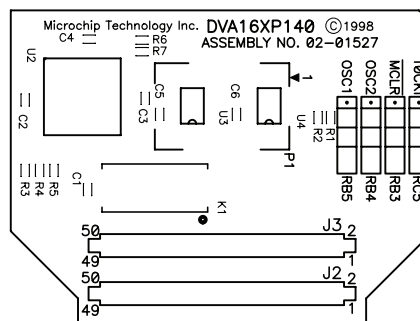 Microchip Technology Inc. DVA16XP140 ©1998
ASSEMBLY NO. 02-01527
C4
R6
R7
U2
1
OSC1
OSC2
MCLR
T0CKI
C2
C5
C3
C6
U3
U4
R2
R1
P1
R3
R4
R5
C1
K1
RB5
RB4
RB3
RC5
50
J3
2
49
1
50
J2
2
49
1